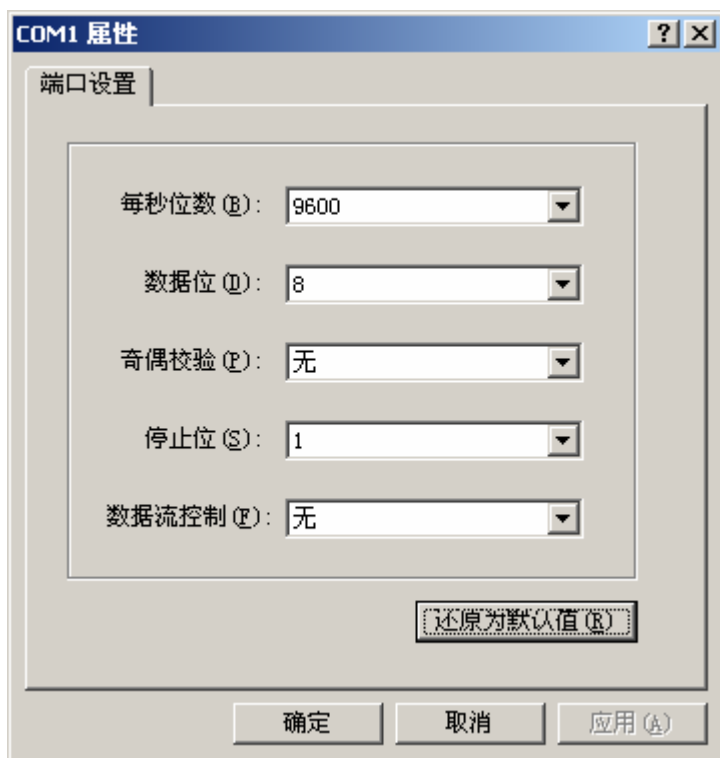 COM1 属性
端口设置
每秒位数(B): 9600
数据位(D): 8
奇偶校验(P): 无
停止位(S): 1
数据流控制(F): 无
还原为默认值(R)
确定 取消 应用(A)